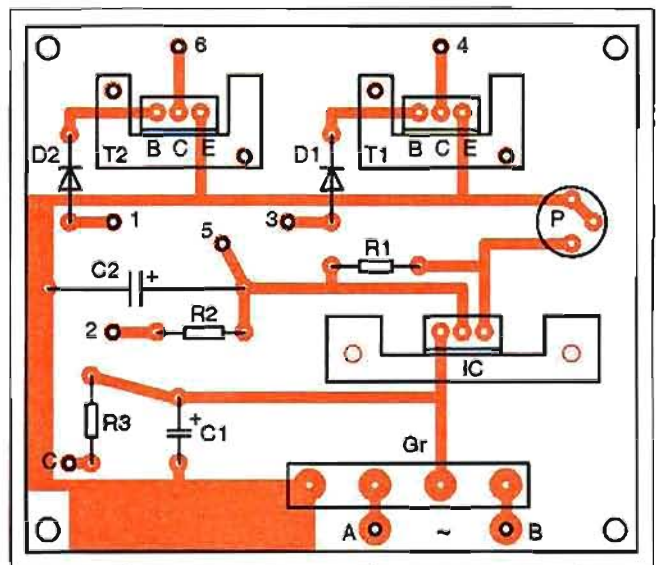 6 4
D2 T2 B C E D1 T1 B C E
1 3 P
5
C2 + R1
2 R2
IC
R3 + C1
Gr
C
A ~ B